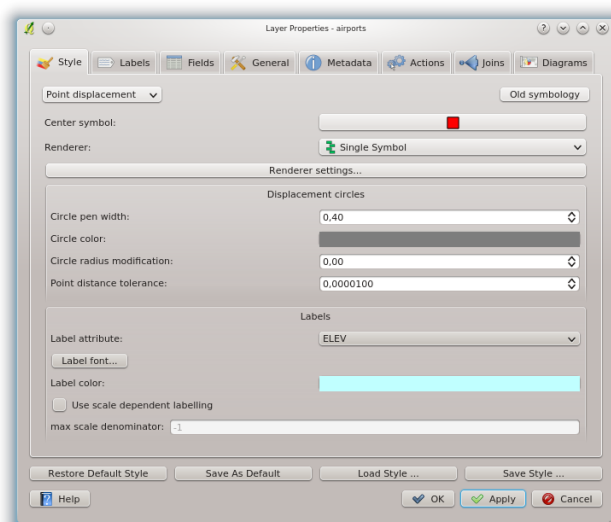 Layer Properties - airports
Style Labels Fields General Metadata Actions Joins Diagrams
Point displacement Old symbology
Center symbol:
Renderer: Single Symbol
Renderer settings...
Displacement circles
Circle pen width: 0,40
Circle color:
Circle radius modification: 0,00
Point distance tolerance: 0,0000100
Labels
Label attribute: ELEV
Label font...
Label color:
Use scale dependent labelling
max scale denominator: -1
Restore Default Style Save As Default Load Style ... Save Style ...
Help OK Apply Cancel